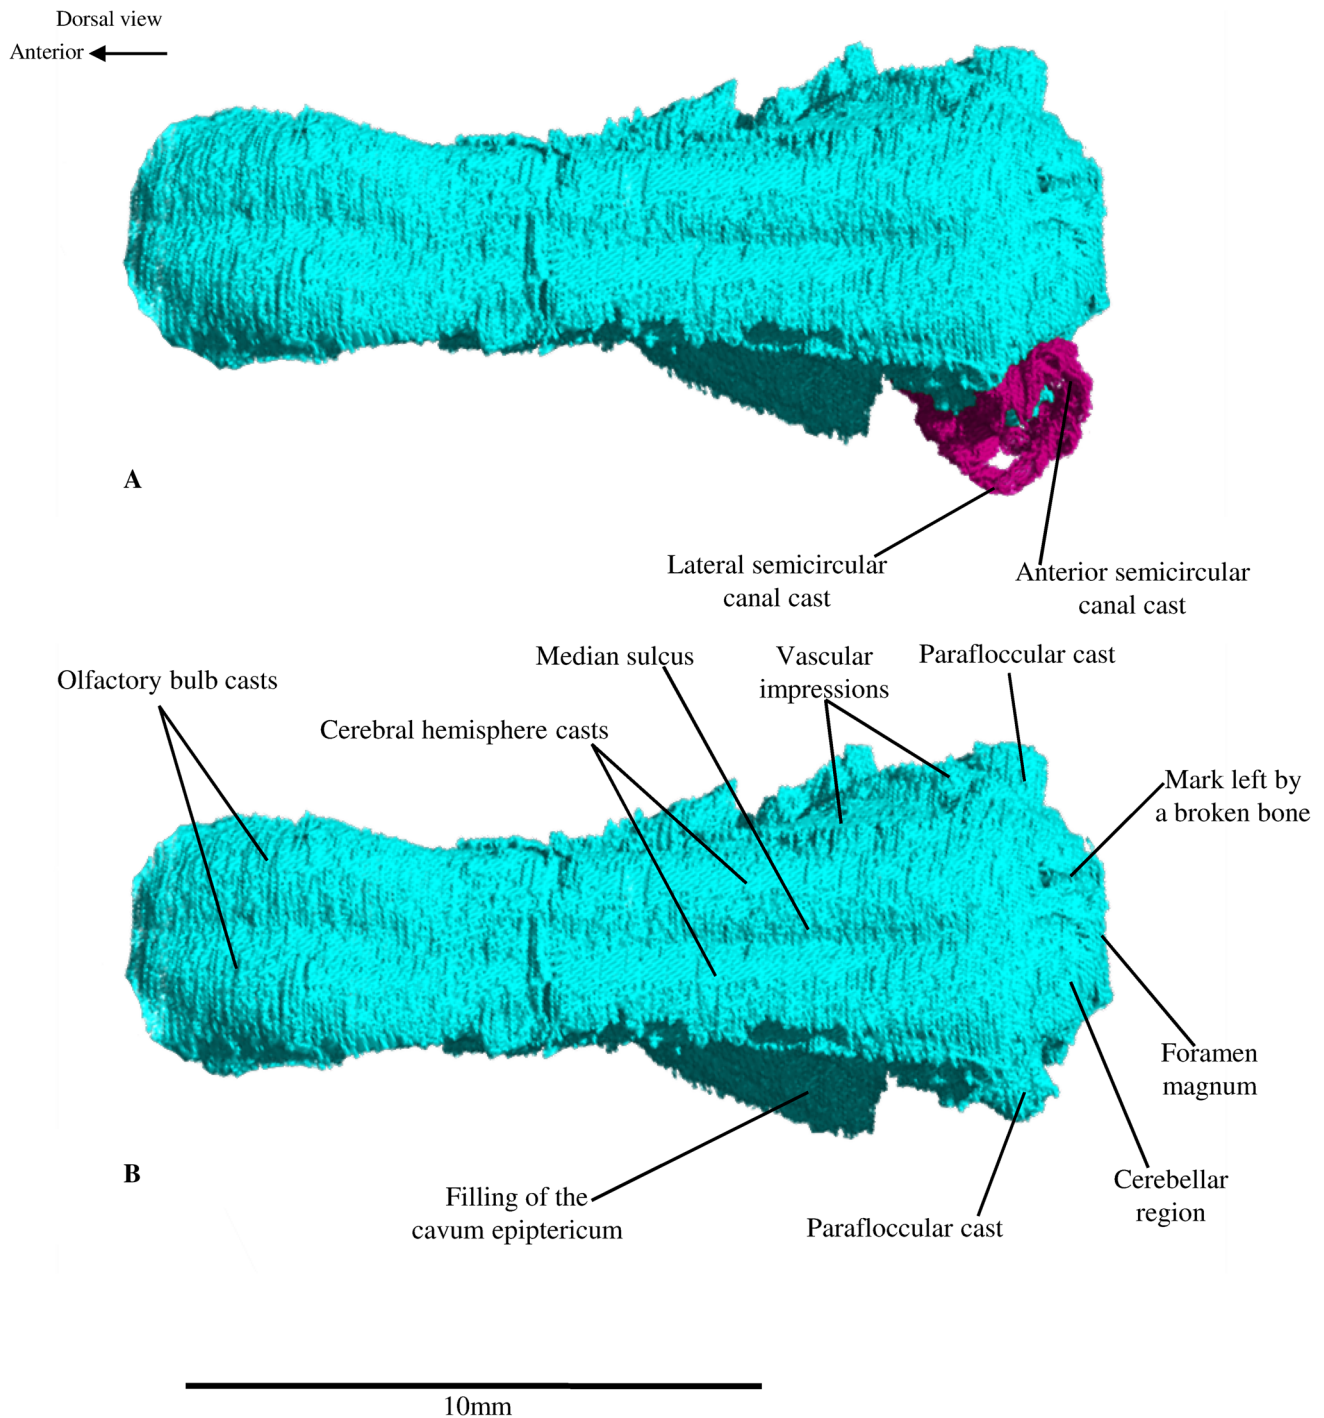 Dorsal view
Anterior
A
Lateral semicircular
canal cast
Anterior semicircular
canal cast
Olfactory bulb casts
Cerebral hemisphere casts
Median sulcus
Vascular
impressions
Parafloccular cast
Mark left by
a broken bone
Foramen
magnum
Cerebellar
region
Parafloccular cast
Filling of the
cavum epiptericum
B
10mm